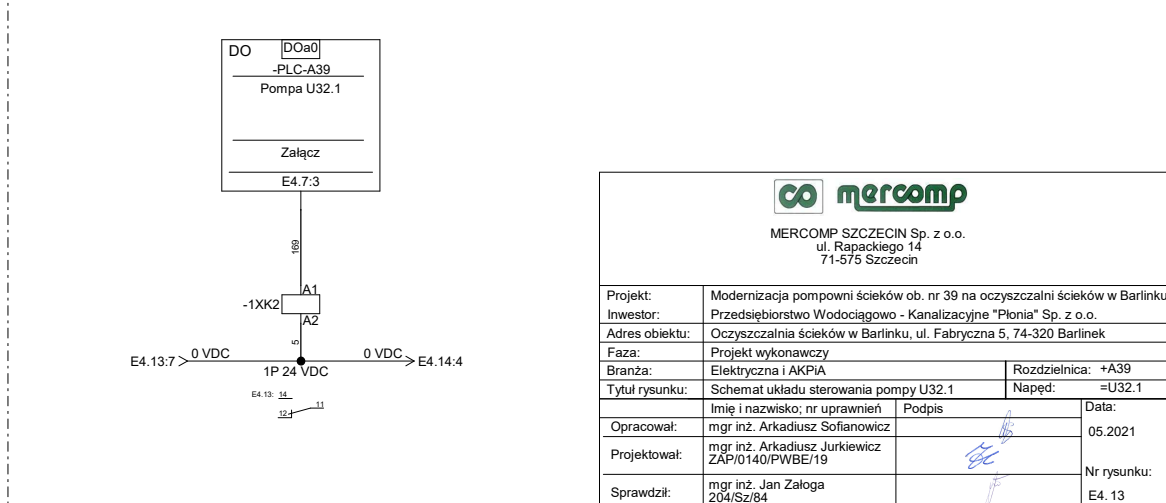 DO
DOa0
-PLC-A39
Pompa U32.1
Załącz
E4.7:3
169
A1
-1XK2
A2
5
E4.13:7
0 VDC
0 VDC
E4.14:4
1P 24 VDC
E4.13: 14
12
11
co mercomp
MERCOMP SZCZECIN Sp. z o.o.
ul. Rapackiego 14
71-575 Szczecin
Projekt: Modernizacja pompowni ścieków ob. nr 39 na oczyszczalni ścieków w Barlinku
Inwestor: Przedsiębiorstwo Wodociągowo - Kanalizacyjne "Płonia" Sp. z o.o.
Adres obiektu: Oczyszczalnia ścieków w Barlinku, ul. Fabryczna 5, 74-320 Barlinek
Faza: Projekt wykonawczy
Branża: Elektryczna i AKPiA Rozdzielnica: +A39
Tytuł rysunku: Schemat układu sterowania pompy U32.1 Napęd: =U32.1
Imię i nazwisko; nr uprawnień Podpis Data:
Opracował: mgr inż. Arkadiusz Sofianowicz 05.2021
Projektował: mgr inż. Arkadiusz Jurkiewicz
ZAP/0140/PWBE/19
Nr rysunku:
Sprawdził: mgr inż. Jan Załoga
204/Sz/84
E4. 13